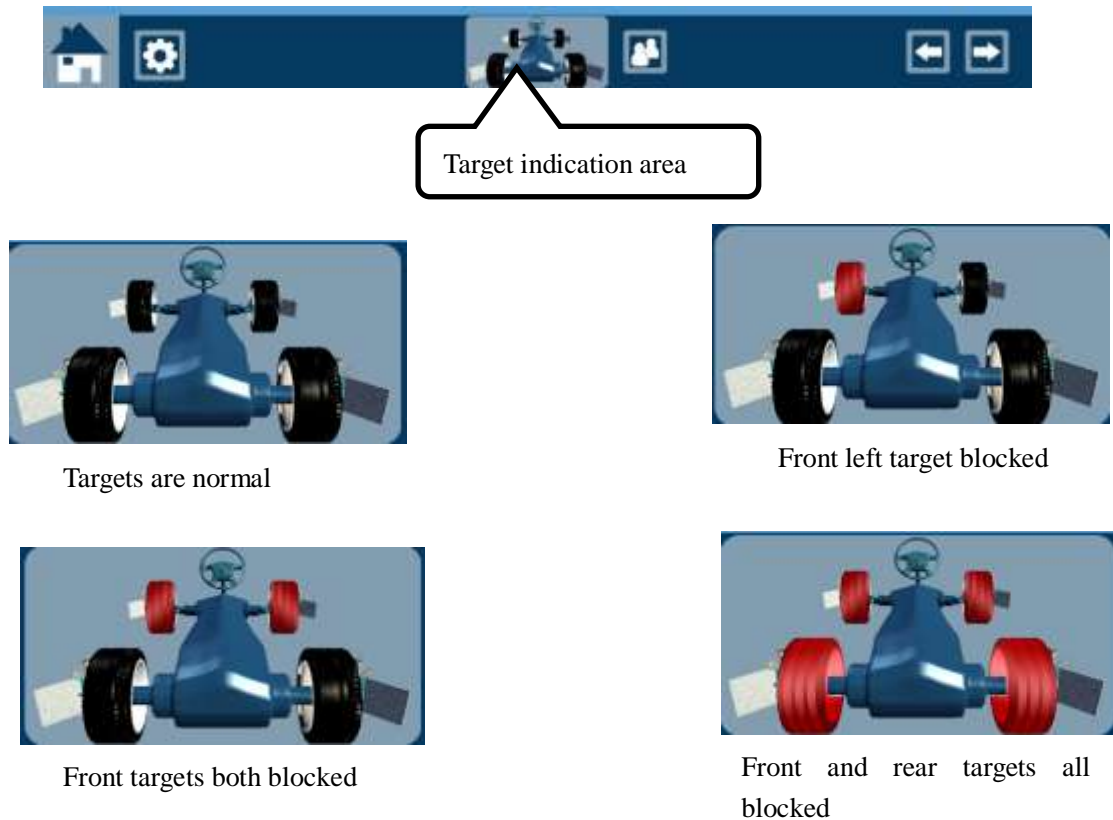 Target indication area
Targets are normal
Front left target blocked
Front targets both blocked
Front and rear targets all
blocked